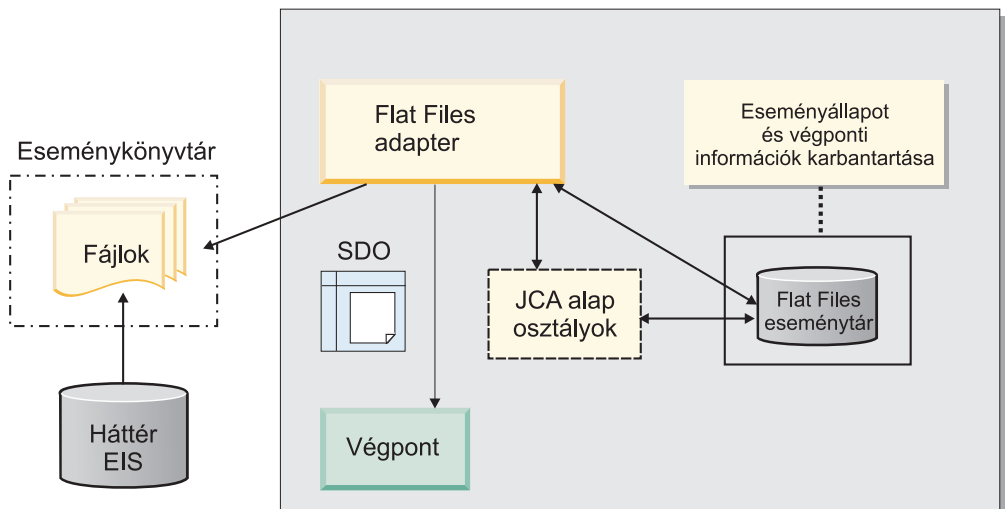 Eseménykönyvtár
Fájlok
Háttér
EIS
Flat Files
adapter
SDO
Végpont
JCA alap
osztályok
Eseményállapot
és végponti
információk karbantartása
Flat Files
eseménytár